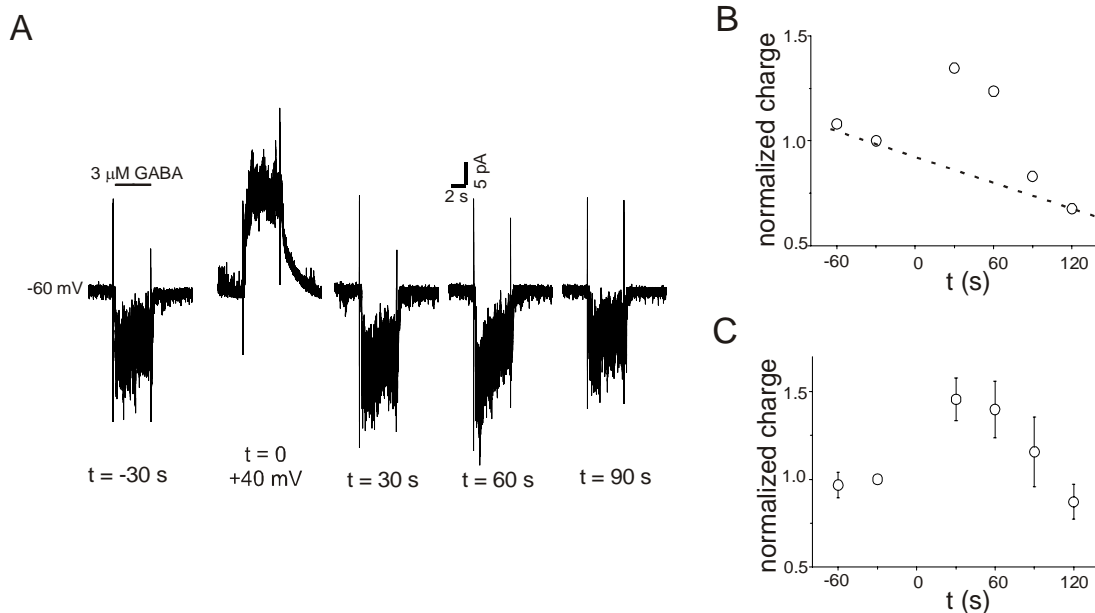 A
3 μM GABA
5 pA
2 s
-60 mV
t = -30 s
t = 0
+40 mV
t = 30 s
t = 60 s
t = 90 s
B
normalized charge
1.5
1.0
0.5
-60
0
60
120
t (s)
C
normalized charge
1.5
1.0
0.5
-60
0
60
120
t (s)